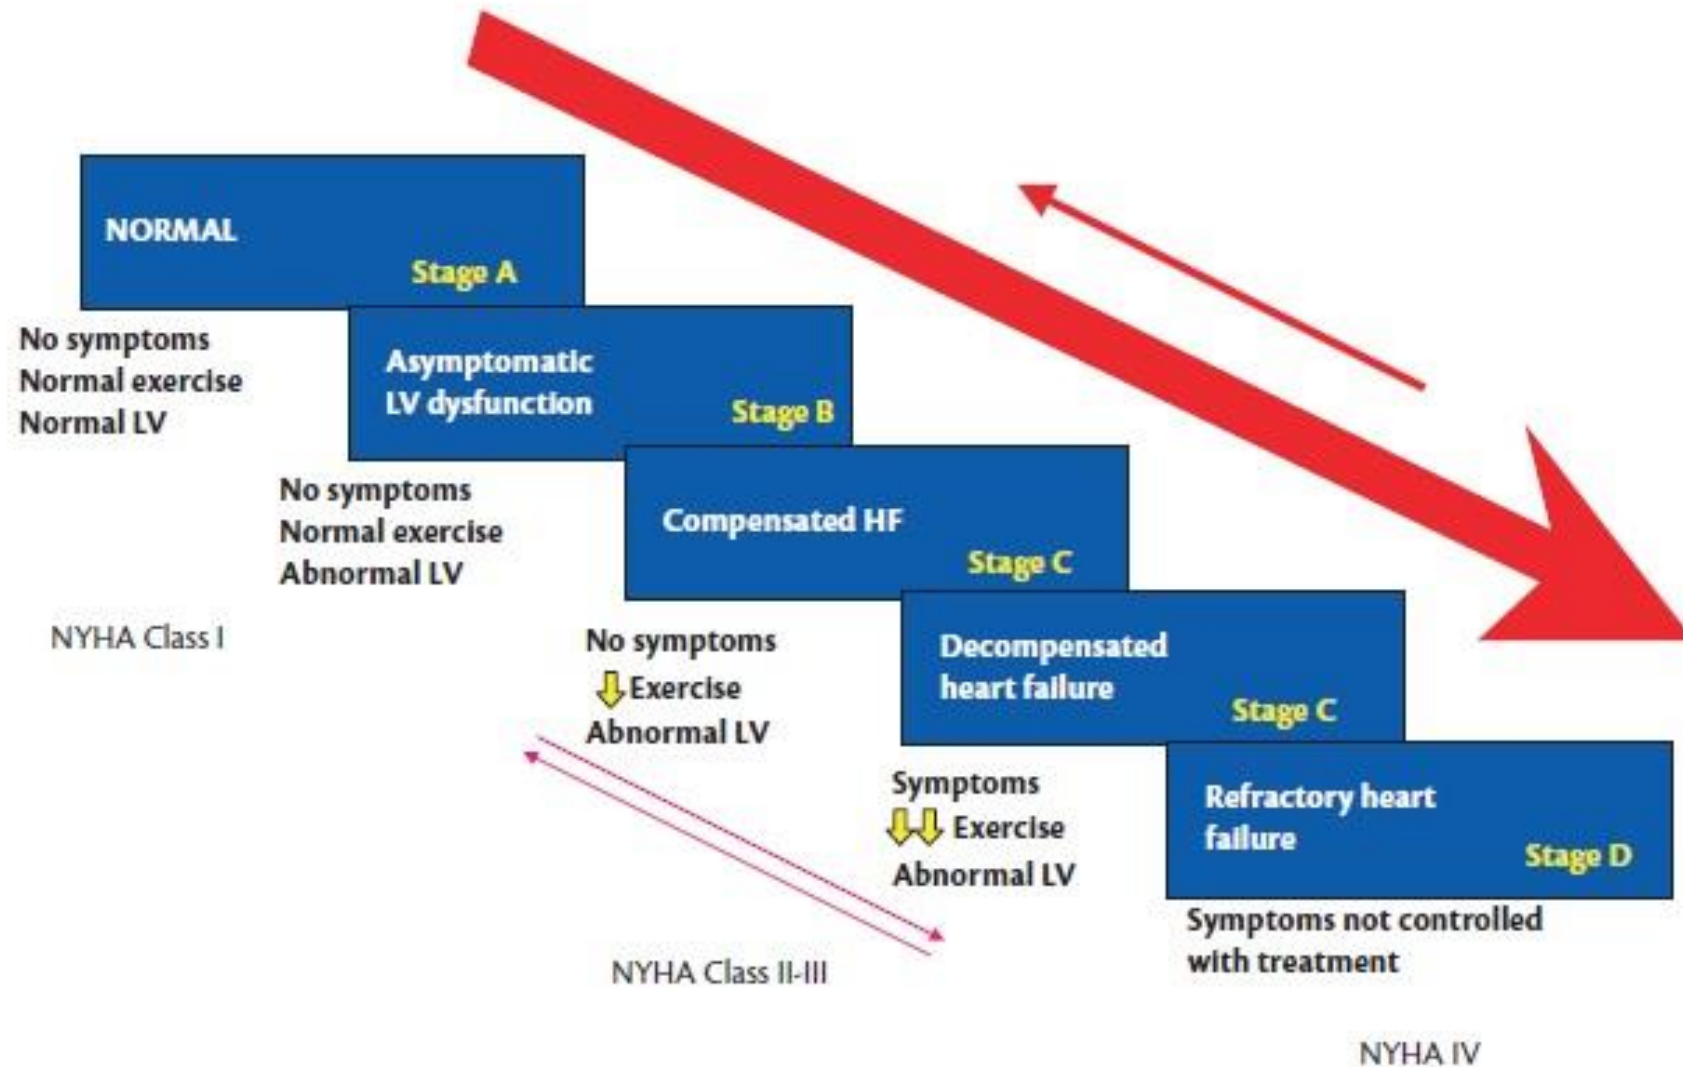 NORMAL
Stage A
No symptoms
Normal exercise
Normal LV
Asymptomatic
LV dysfunction
Stage B
No symptoms
Normal exercise
Abnormal LV
NYHA Class I
Compensated HF
Stage C
No symptoms
Exercise
Abnormal LV
Decompensated
heart failure
Stage C
Symptoms
Exercise
Abnormal LV
NYHA Class II-III
Refractory heart
failure
Stage D
Symptoms not controlled
with treatment
NYHA IV